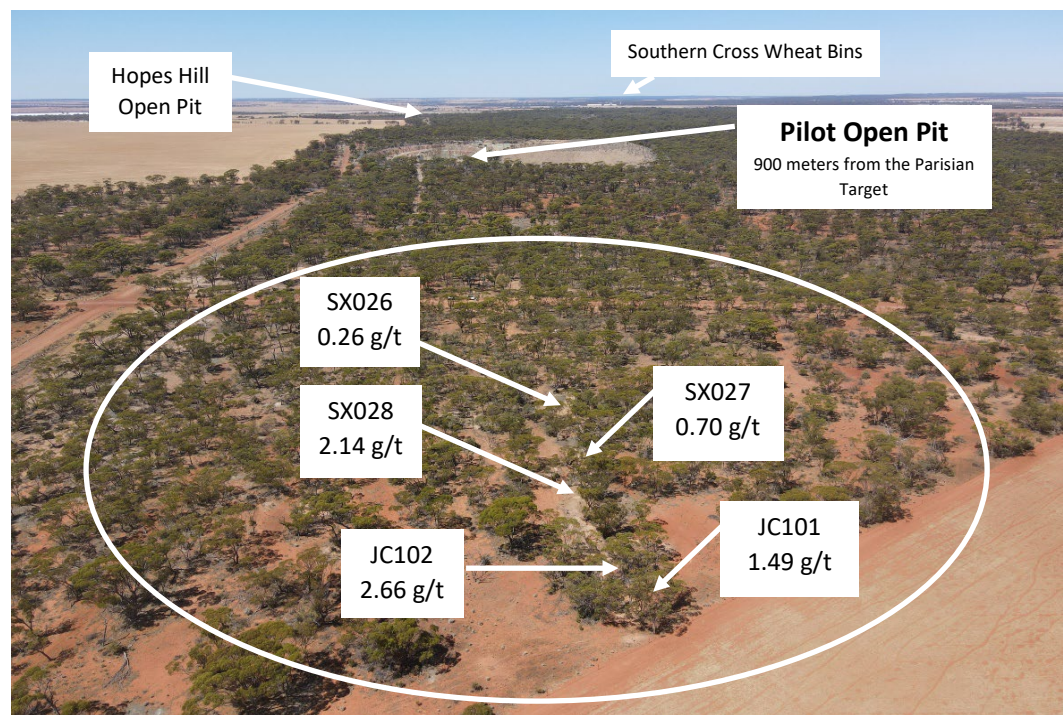 Southern Cross Wheat Bins
Hopes Hill
Open Pit
Pilot Open Pit
900 meters from the Parisian
Target
SX026
0.26 g/t
SX027
0.70 g/t
SX028
2.14 g/t
JC101
1.49 g/t
JC102
2.66 g/t